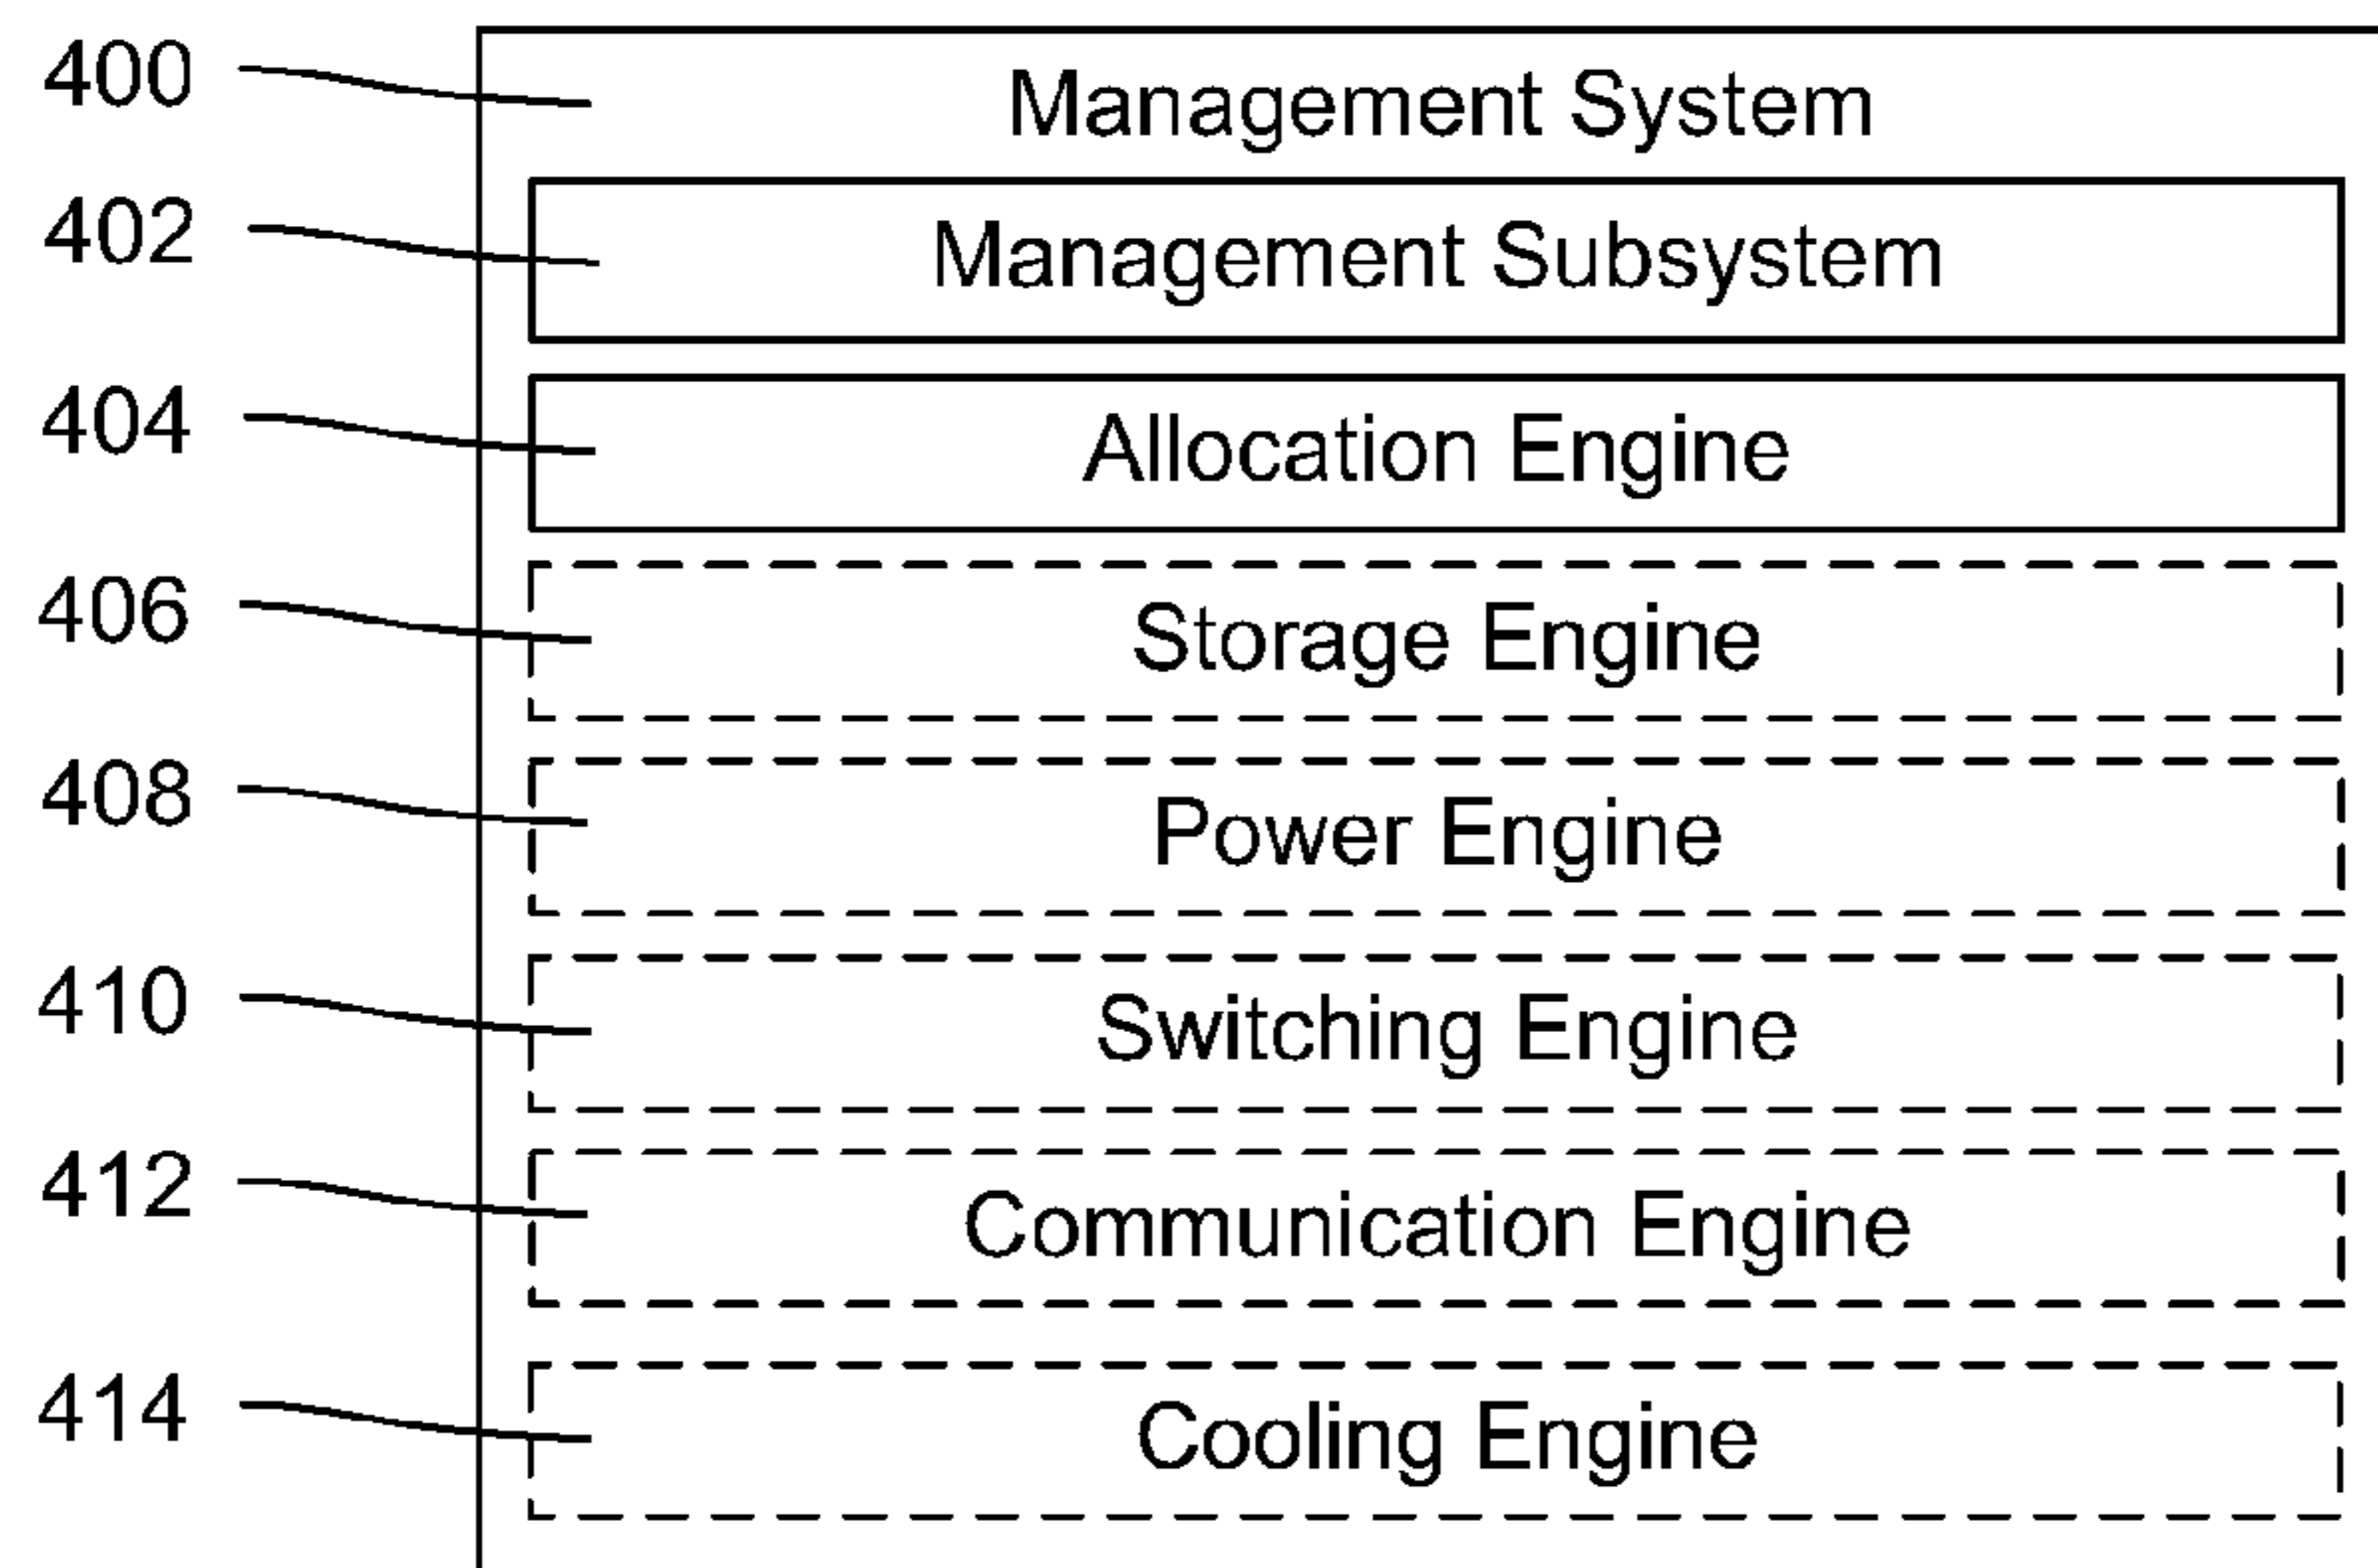 400 Management System
402 Management Subsystem
404 Allocation Engine
406 Storage Engine
408 Power Engine
410 Switching Engine
412 Communication Engine
414 Cooling Engine